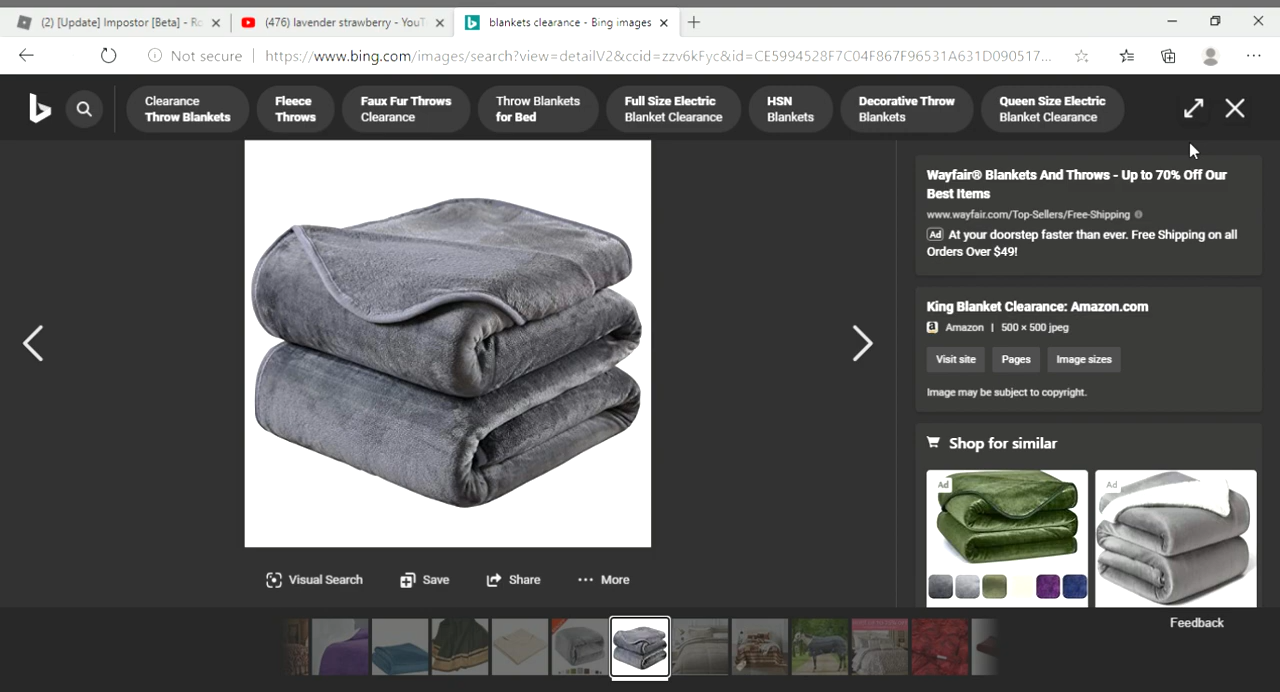 (2) [Update] Impostor [Beta] - Ro
(476) lavender strawberry - YouT
blankets clearance - Bing images
Not secure
https://www.bing.com/images/search?view=detailV2&ccid=zzv6kFyc&id=CE5994528F7C04F867F96531A631D090517...
Clearance
Throw Blankets
Fleece
Throws
Faux Fur Throws
Clearance
Throw Blankets
for Bed
Full Size Electric
Blanket Clearance
HSN
Blankets
Decorative Throw
Blankets
Queen Size Electric
Blanket Clearance
Wayfair® Blankets And Throws - Up to 70% Off Our
Best Items
www.wayfair.com/Top-Sellers/Free-Shipping
Ad At your doorstep faster than ever. Free Shipping on all
Orders Over $49!
King Blanket Clearance: Amazon.com
a Amazon | 500 × 500 jpeg
Visit site
Pages
Image sizes
Image may be subject to copyright.
Shop for similar
Ad
Ad
Visual Search
Save
Share
More
Feedback